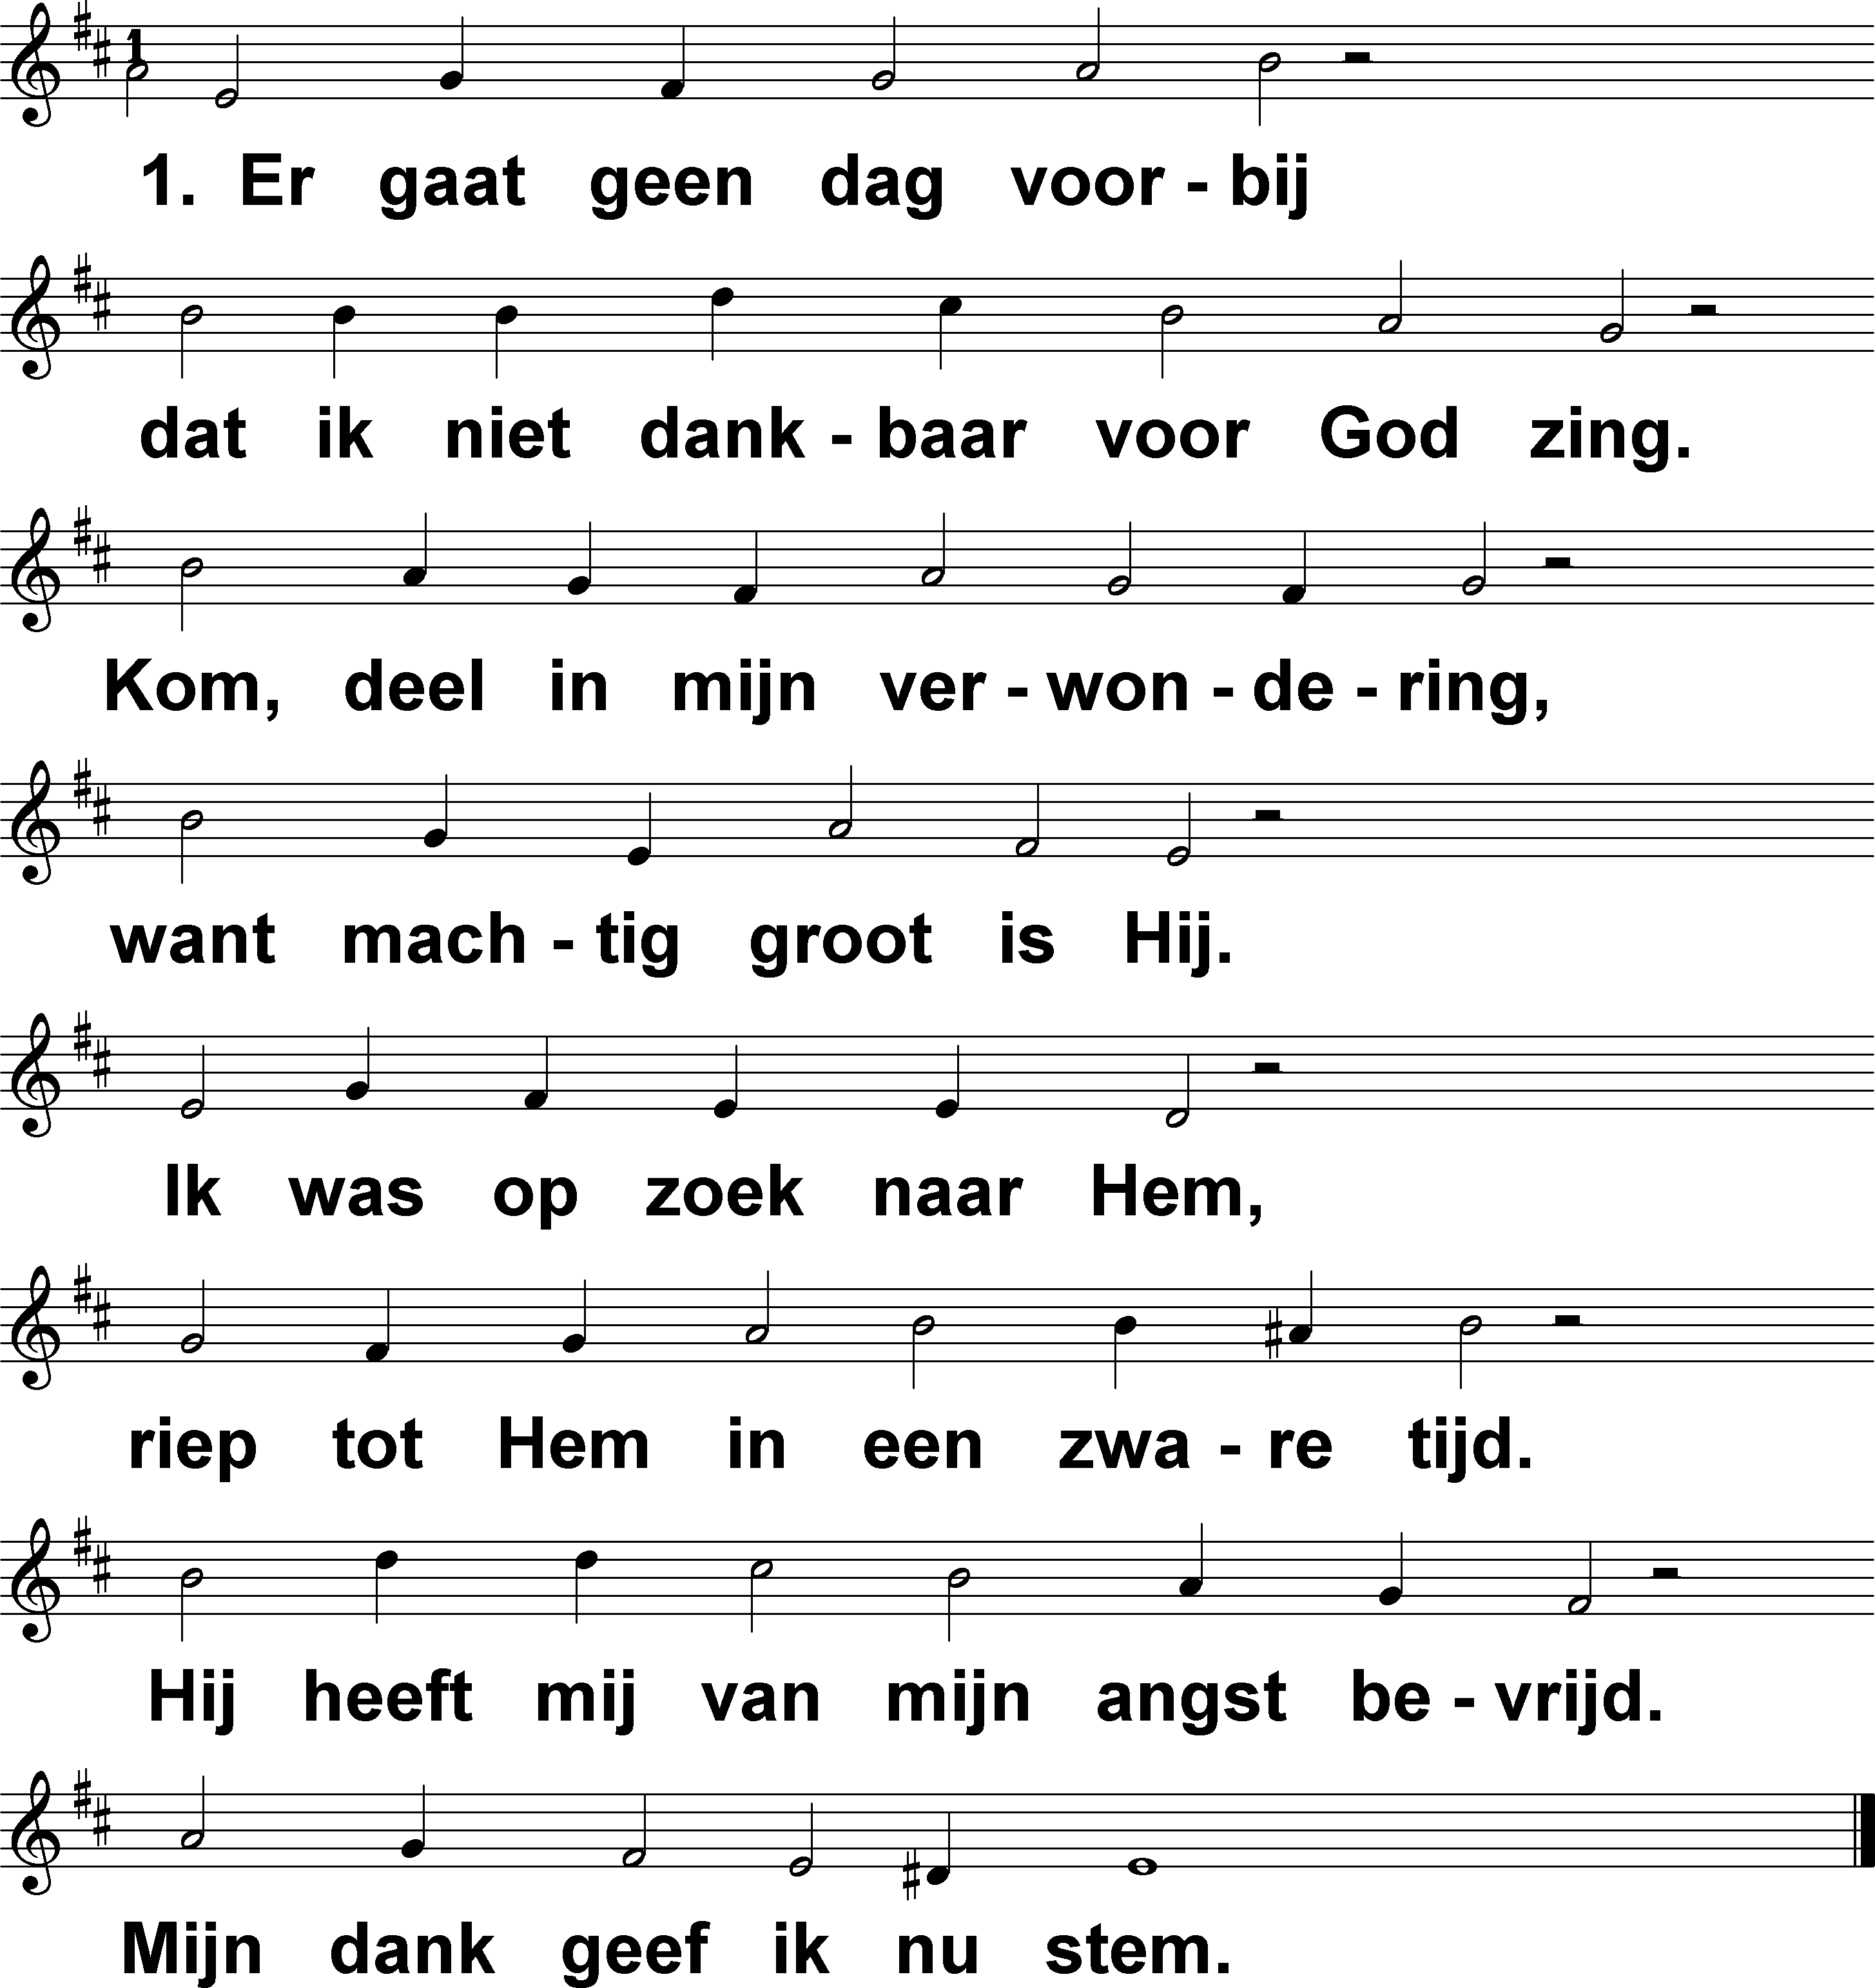 1. Er gaat geen dag voor - bij
dat ik niet dank - baar voor God zing.
Kom, deel in mijn ver - won - de - ring,
want mach - tig groot is Hij.
Ik was op zoek naar Hem,
riep tot Hem in een zwa - re tijd.
Hij heeft mij van mijn angst be - vrijd.
Mijn dank geef ik nu stem.